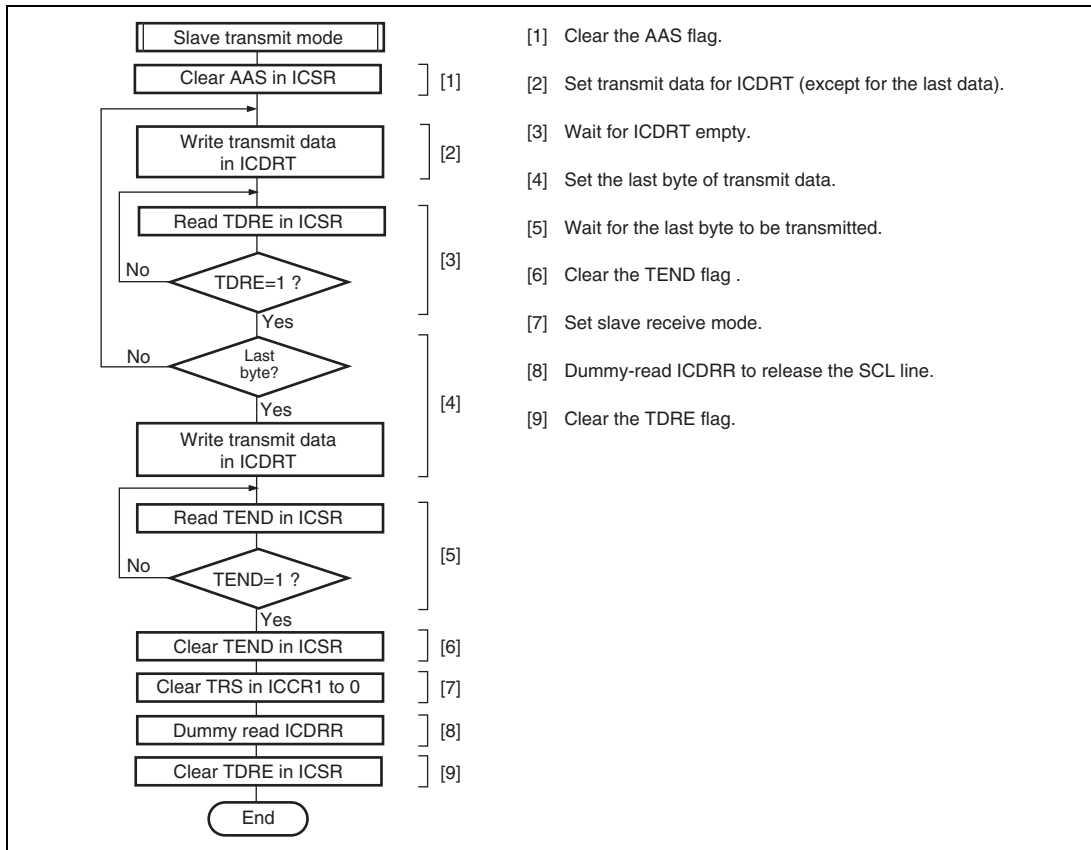 Slave transmit mode
Clear AAS in ICSR
[1]
Write transmit data
in ICDRT
[2]
Read TDRE in ICSR
[3]
No
TDRE=1 ?
Yes
No
Last
byte?
[4]
Yes
Write transmit data
in ICDRT
Read TEND in ICSR
[5]
No
TEND=1 ?
Yes
Clear TEND in ICSR
[6]
Clear TRS in ICCR1 to 0
[7]
Dummy read ICDRR
[8]
Clear TDRE in ICSR
[9]
End
[1] Clear the AAS flag.
[2] Set transmit data for ICDRT (except for the last data).
[3] Wait for ICDRT empty.
[4] Set the last byte of transmit data.
[5] Wait for the last byte to be transmitted.
[6] Clear the TEND flag .
[7] Set slave receive mode.
[8] Dummy-read ICDRR to release the SCL line.
[9] Clear the TDRE flag.